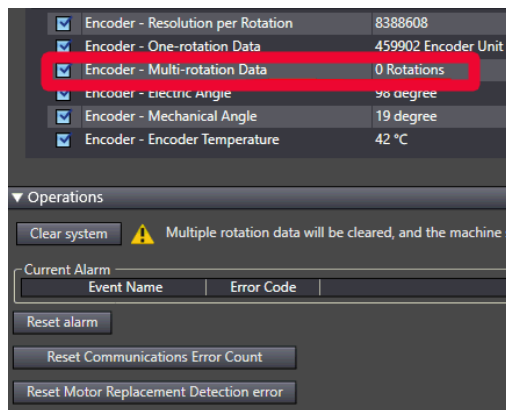 Encoder - Resolution per Rotation 8388608
Encoder - One-rotation Data 459902 Encoder Unit
Encoder - Multi-rotation Data 0 Rotations
Encoder - Electric Angle 98 degree
Encoder - Mechanical Angle 19 degree
Encoder - Encoder Temperature 42 °C
▼ Operations
Clear system Multiple rotation data will be cleared, and the machine
Current Alarm
Event Name Error Code
Reset alarm
Reset Communications Error Count
Reset Motor Replacement Detection error